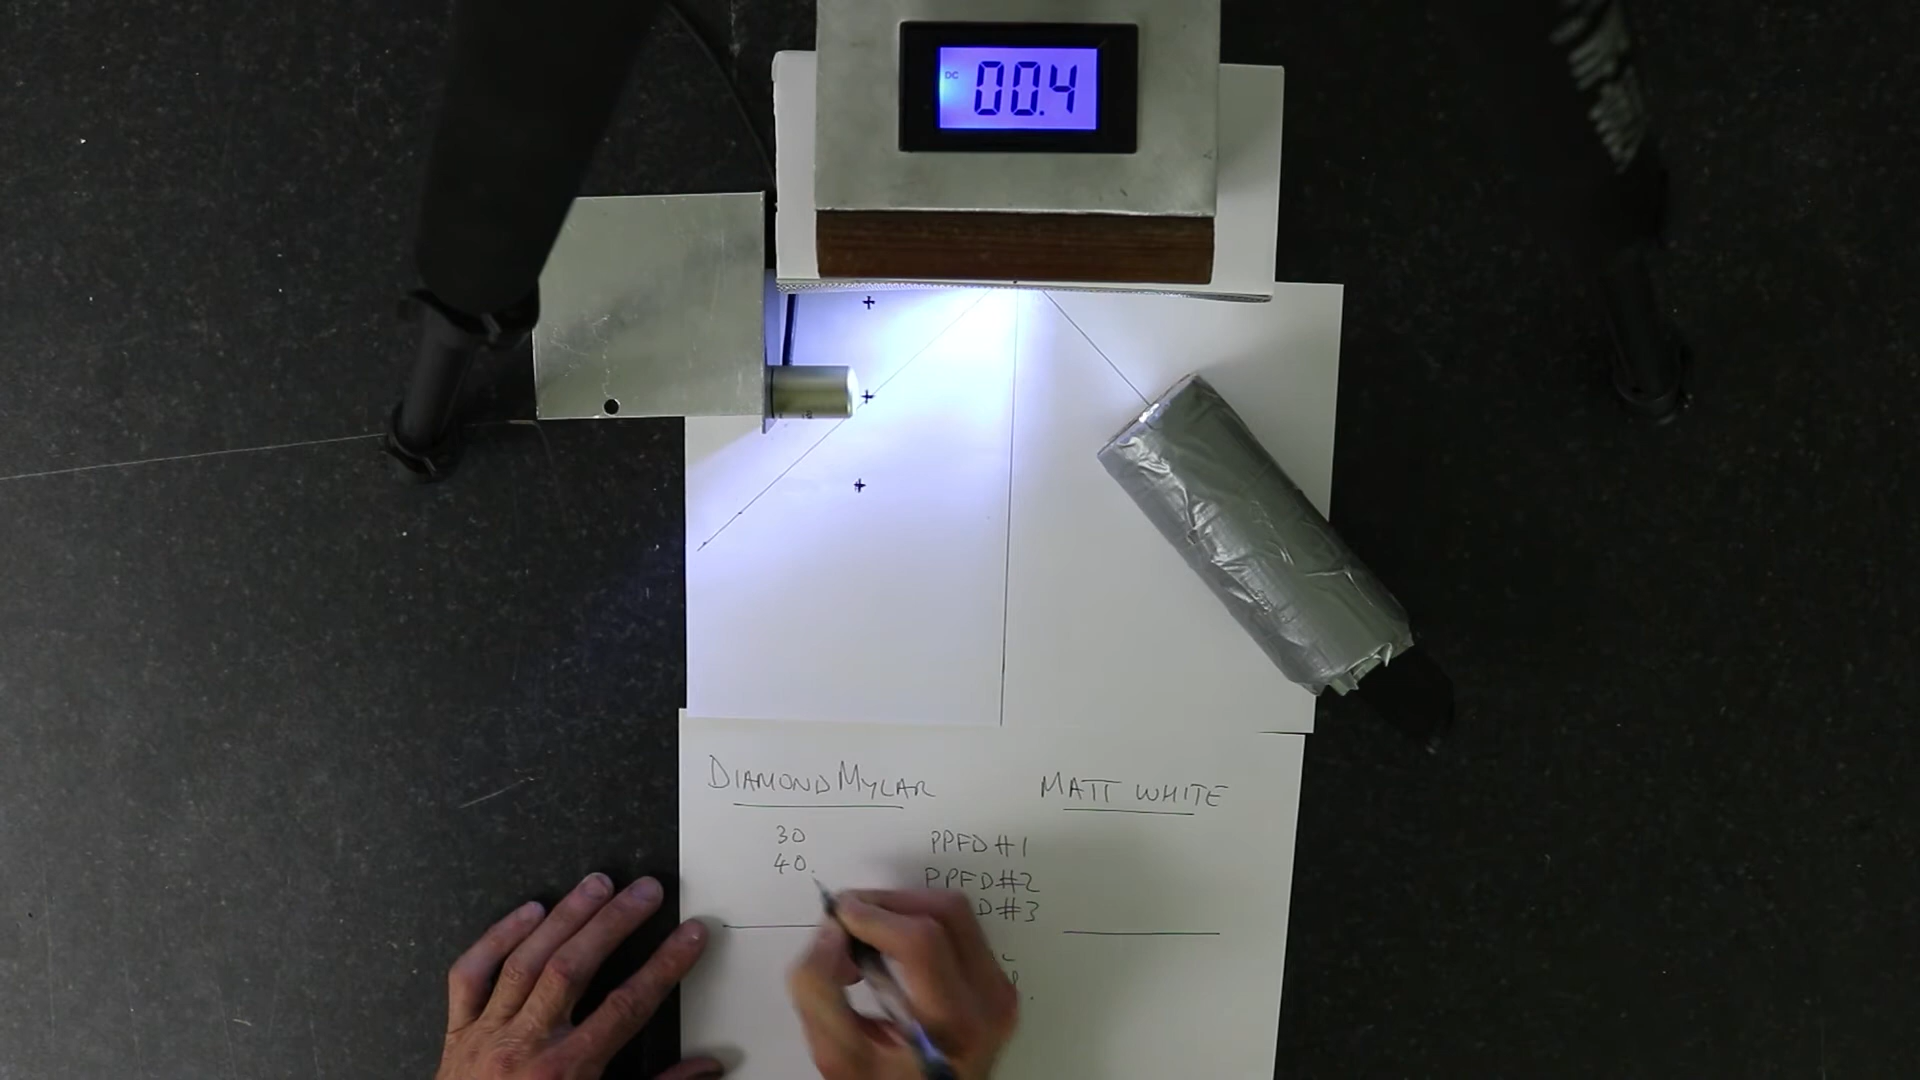 DC 00.4
DIAMOND MYLAR MATT WHITE
30 PPFD#1
40. PPFD#2
D#3